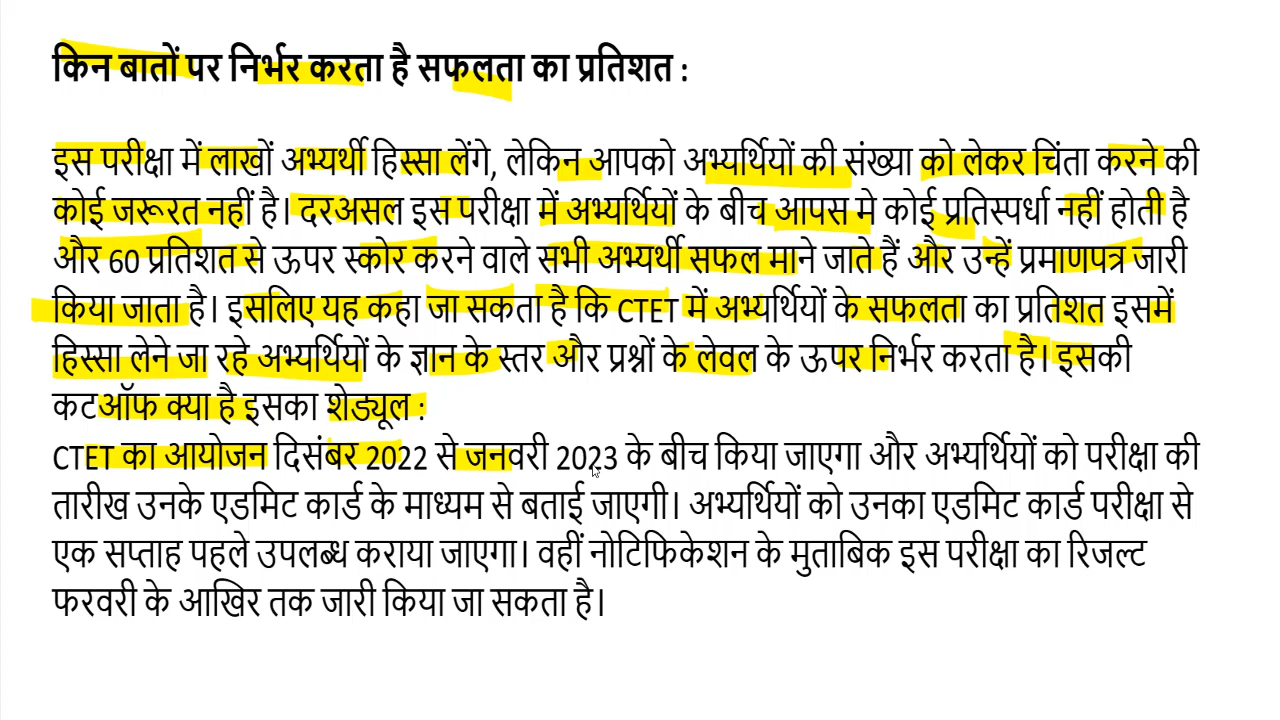 किन बातों पर निर्भर करता है सफलता का प्रतिशत :
इस परीक्षा में लाखों अभ्यर्थी हिस्सा लेंगे, लेकिन आपको अभ्यर्थियों की संख्या को लेकर चिंता करने की
कोई जरूरत नहीं है। दरअसल इस परीक्षा में अभ्यर्थियों के बीच आपस मे कोई प्रतिस्पर्धा नहीं होती है
और 60 प्रतिशत से ऊपर स्कोर करने वाले सभी अभ्यर्थी सफल माने जाते हैं और उन्हें प्रमाणपत्र जारी
किया जाता है। इसलिए यह कहा जा सकता है कि CTET में अभ्यर्थियों के सफलता का प्रतिशत इसमें
हिस्सा लेने जा रहे अभ्यर्थियों के ज्ञान के स्तर और प्रश्नों के लेवल के ऊपर निर्भर करता है। इसकी
कटऑफ क्या है इसका शेड्यूल :
CTET का आयोजन दिसंबर 2022 से जनवरी 2023 के बीच किया जाएगा और अभ्यर्थियों को परीक्षा की
तारीख उनके एडमिट कार्ड के माध्यम से बताई जाएगी। अभ्यर्थियों को उनका एडमिट कार्ड परीक्षा से
एक सप्ताह पहले उपलब्ध कराया जाएगा। वहीं नोटिफिकेशन के मुताबिक इस परीक्षा का रिजल्ट
फरवरी के आखिर तक जारी किया जा सकता है।